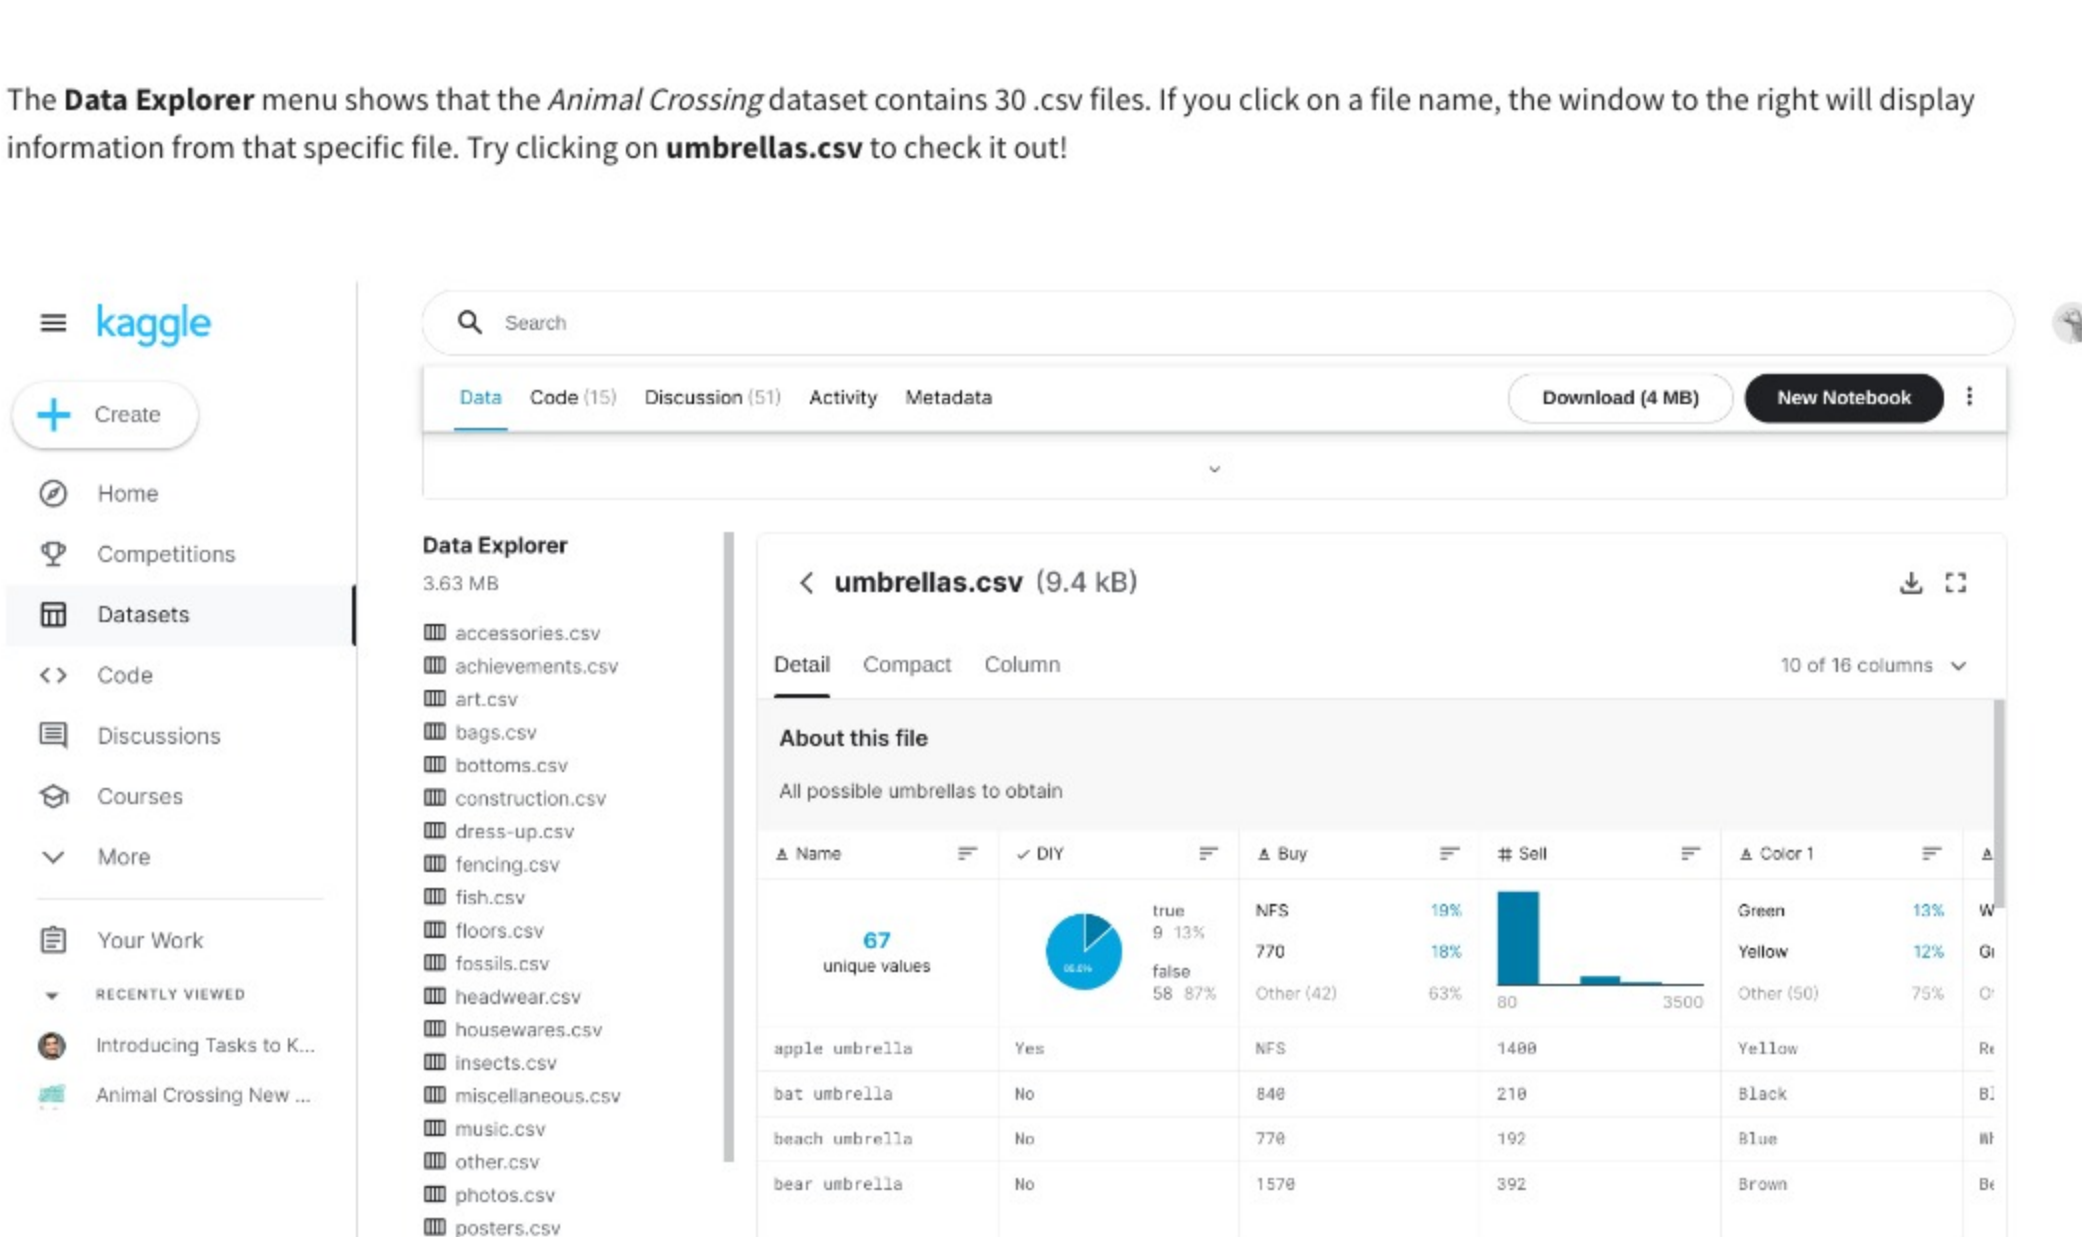 The Data Explorer menu shows that the Animal Crossing dataset contains 30 .csv files. If you click on a file name, the window to the right will display
information from that specific file. Try clicking on umbrellas.csv to check it out!
kaggle
Search
Create
Data Code (15) Discussion (51) Activity Metadata Download (4 MB) New Notebook
Home
Competitions
Datasets
Code
Discussions
Courses
More
Your Work
RECENTLY VIEWED
Introducing Tasks to K...
Animal Crossing New ...
Data Explorer
3.63 MB
accessories.csv
achievements.csv
art.csv
bags.csv
bottoms.csv
construction.csv
dress-up.csv
fencing.csv
fish.csv
floors.csv
fossils.csv
headwear.csv
housewares.csv
insects.csv
miscellaneous.csv
music.csv
other.csv
photos.csv
posters.csv
umbrellas.csv (9.4 kB)
Detail Compact Column 10 of 16 columns
About this file
All possible umbrellas to obtain
Name DIY Buy # Sell Color 1
67
unique values
true
9 13%
false
58 87%
NFS 19%
770 18%
Other (42) 63%
80 3500
Green 13%
Yellow 12%
Other (50) 75%
W
Gr
apple umbrella Yes NFS 1400 Yellow Re
bat umbrella No 840 210 Black Bl
beach umbrella No 770 192 Blue Wh
bear umbrella No 1570 392 Brown Be